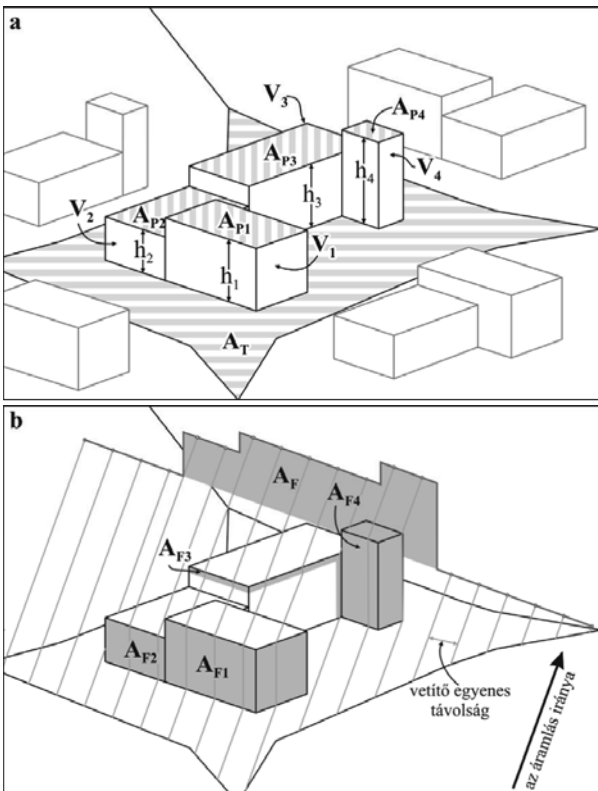 a
V3
AP4
AP3
V4
h4
h3
V2
AP2
AP1
h2
h1
V1
AT
b
AF
AF4
AF3
AF2
AF1
vetítő egyenes
távolság
az áramlás iránya